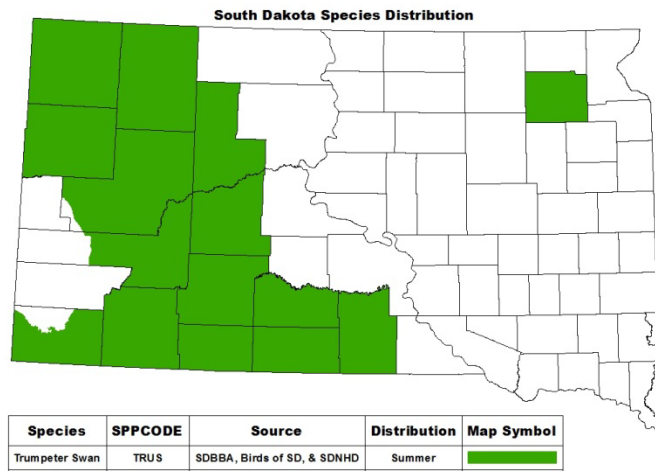 South Dakota Species Distribution
Species SPPCODE Source Distribution Map Symbol
Trumpeter Swan TRUS SDBBA, Birds of SD, & SDNHD Summer